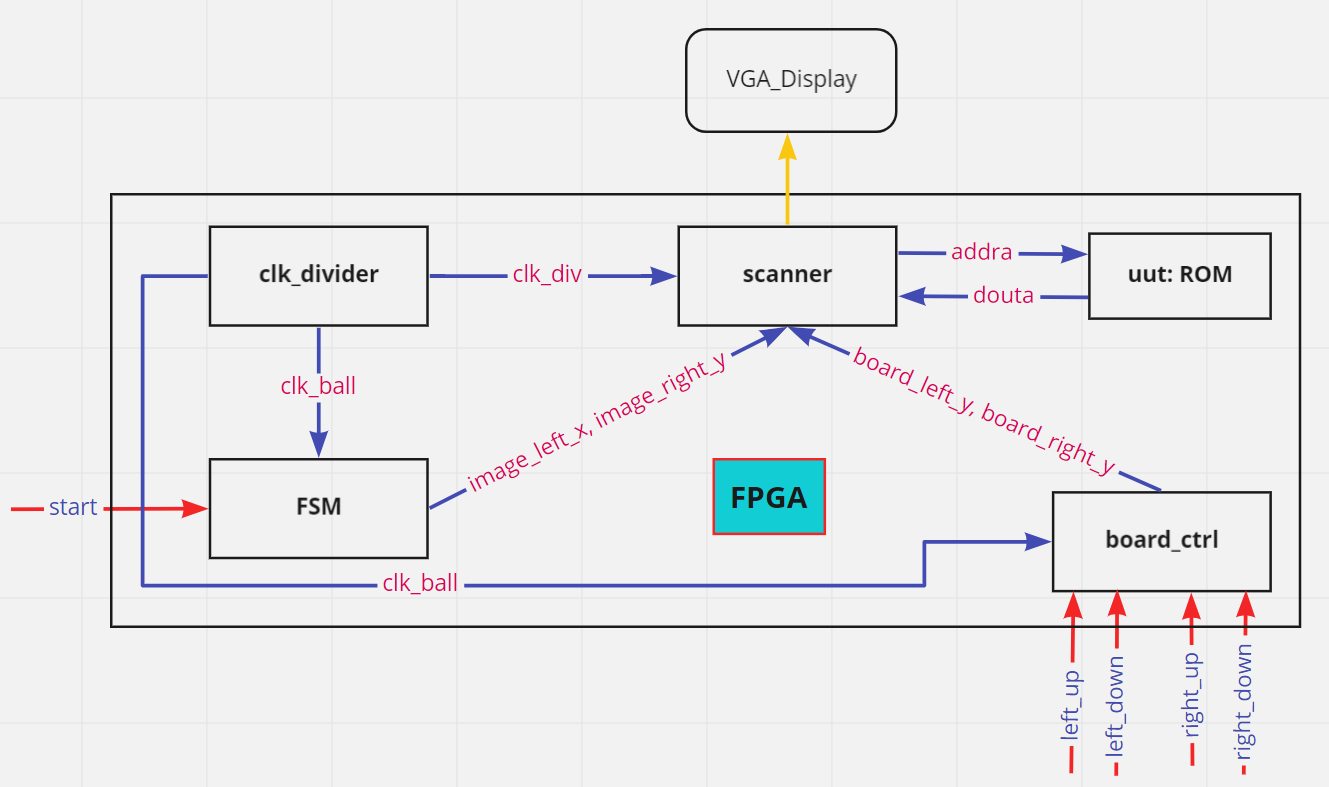 VGA_Display
clk_divider
clk_div
scanner
addra
douta
uut: ROM
clk_ball
image_left_x, image_right_y
board_left_y, board_right_y
start
FSM
FPGA
board_ctrl
clk_ball
left_up
left_down
right_up
right_down